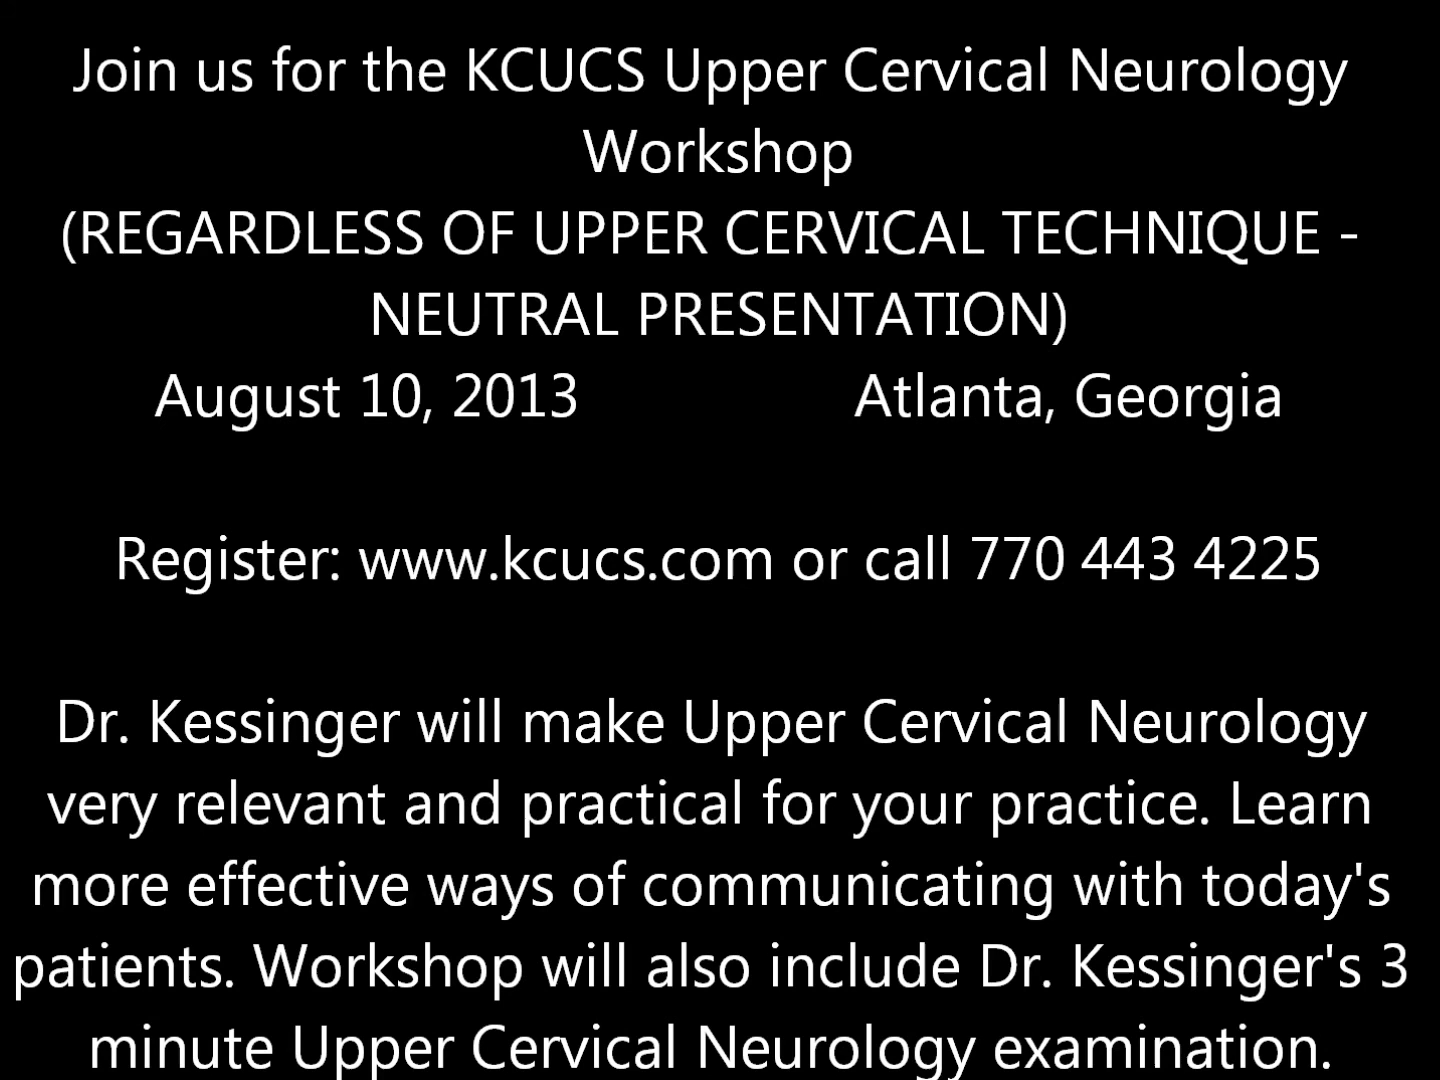 Join us for the KCUCS Upper Cervical Neurology
Workshop
(REGARDLESS OF UPPER CERVICAL TECHNIQUE -
NEUTRAL PRESENTATION)
August 10, 2013 Atlanta, Georgia
Register: www.kcucs.com or call 770 443 4225
Dr. Kessinger will make Upper Cervical Neurology
very relevant and practical for your practice. Learn
more effective ways of communicating with today's
patients. Workshop will also include Dr. Kessinger's 3
minute Upper Cervical Neurology examination.